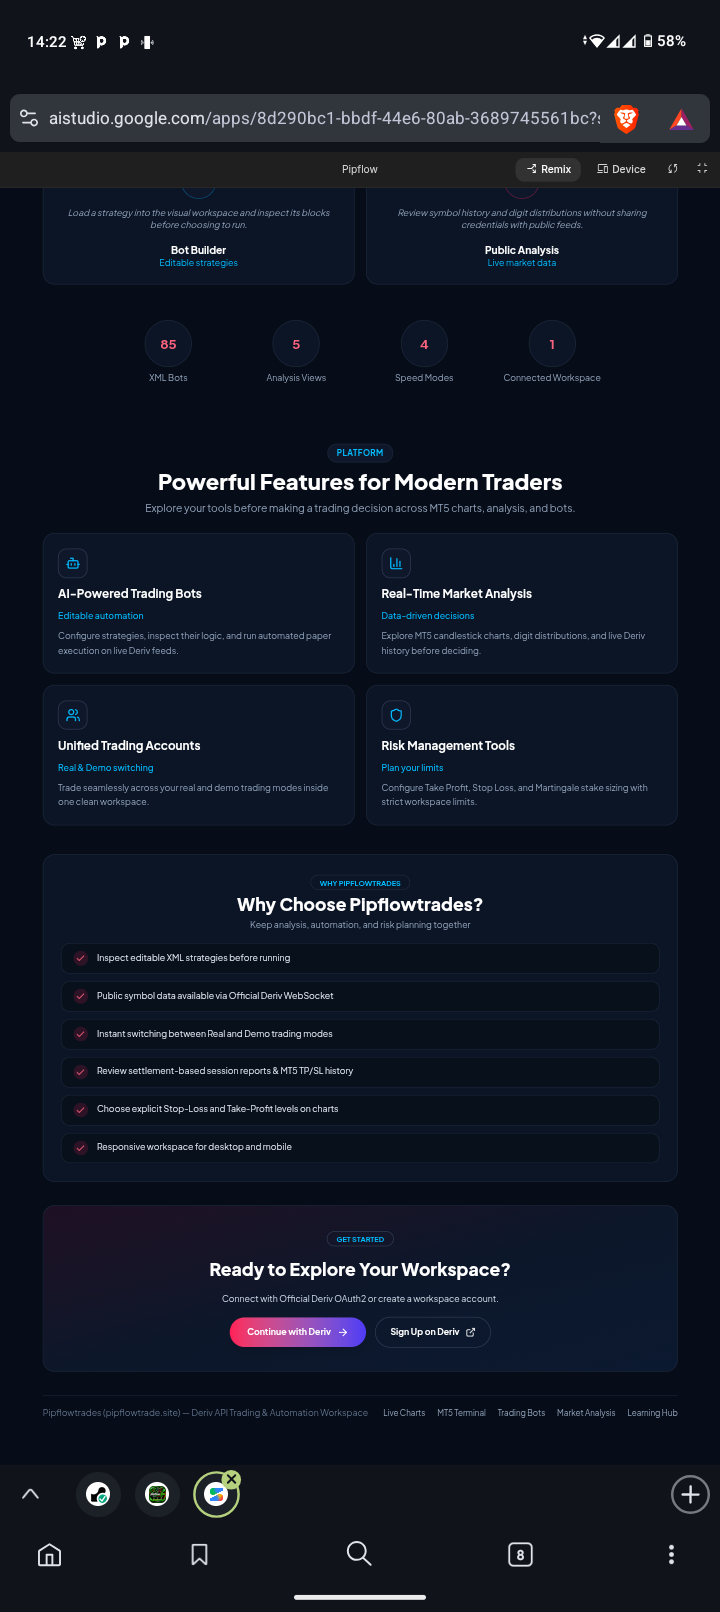 14:22
58%
aistudio.google.com/apps/8d290bc1-bbdf-44e6-80ab-3689745561bc?s
Pipflow
Remix
Device
Load a strategy into the visual workspace and inspect its blocks
before choosing to run.
Bot Builder
Editable strategies
Review symbol history and digit distributions without sharing
credentials with public feeds.
Public Analysis
Live market data
85
XML Bots
5
Analysis Views
4
Speed Modes
1
Connected Workspace
PLATFORM
Powerful Features for Modern Traders
Explore your tools before making a trading decision across MT5 charts, analysis, and bots.
AI-Powered Trading Bots
Editable automation
Configure strategies, inspect their logic, and run automated paper
execution on live Deriv feeds.
Real-Time Market Analysis
Data-driven decisions
Explore MT5 candlestick charts, digit distributions, and live Deriv
history before deciding.
Unified Trading Accounts
Real & Demo switching
Trade seamlessly across your real and demo trading modes inside
one clean workspace.
Risk Management Tools
Plan your limits
Configure Take Profit, Stop Loss, and Martingale stake sizing with
strict workspace limits.
WHY PIPFLOWTRADES
Why Choose Pipflowtrades?
Keep analysis, automation, and risk planning together
Inspect editable XML strategies before running
Public symbol data available via Official Deriv WebSocket
Instant switching between Real and Demo trading modes
Review settlement-based session reports & MT5 TP/SL history
Choose explicit Stop-Loss and Take-Profit levels on charts
Responsive workspace for desktop and mobile
GET STARTED
Ready to Explore Your Workspace?
Connect with Official Deriv OAuth2 or create a workspace account.
Continue with Deriv
Sign Up on Deriv
Pipflowtrades (pipflowtrade.site) — Deriv API Trading & Automation Workspace
Live Charts
MT5 Terminal
Trading Bots
Market Analysis
Learning Hub
8